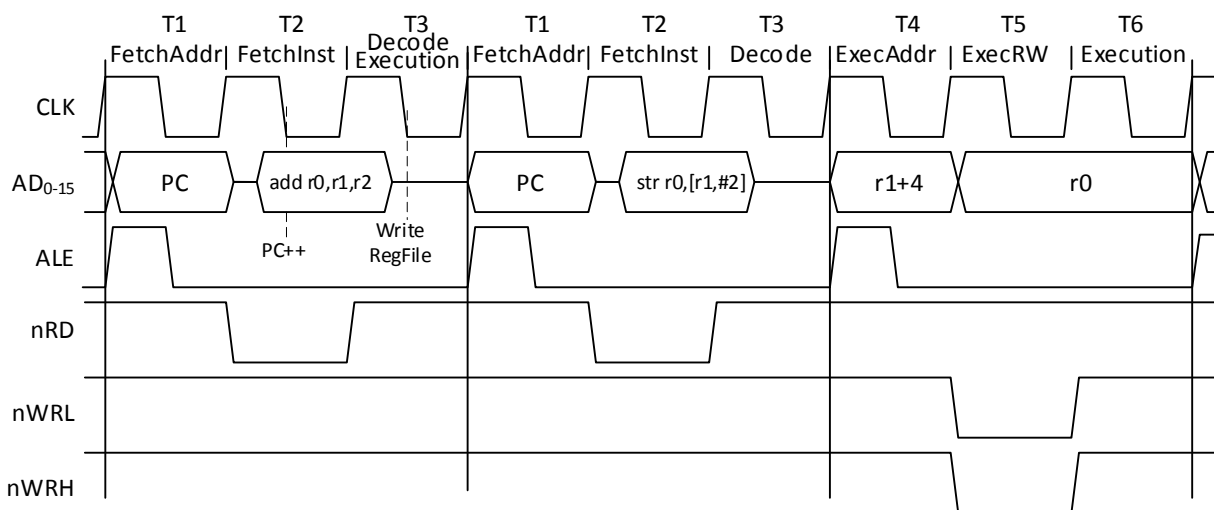 T1 T2 T3 T1 T2 T3 T4 T5 T6
FetchAddr FetchInst Decode Execution FetchAddr FetchInst Decode ExecAddr ExecRW Execution
CLK
AD0-15 PC add r0,r1,r2 PC str r0,[r1,#2] r1+4 r0
PC++ Write RegFile
ALE
nRD
nWRL
nWRH